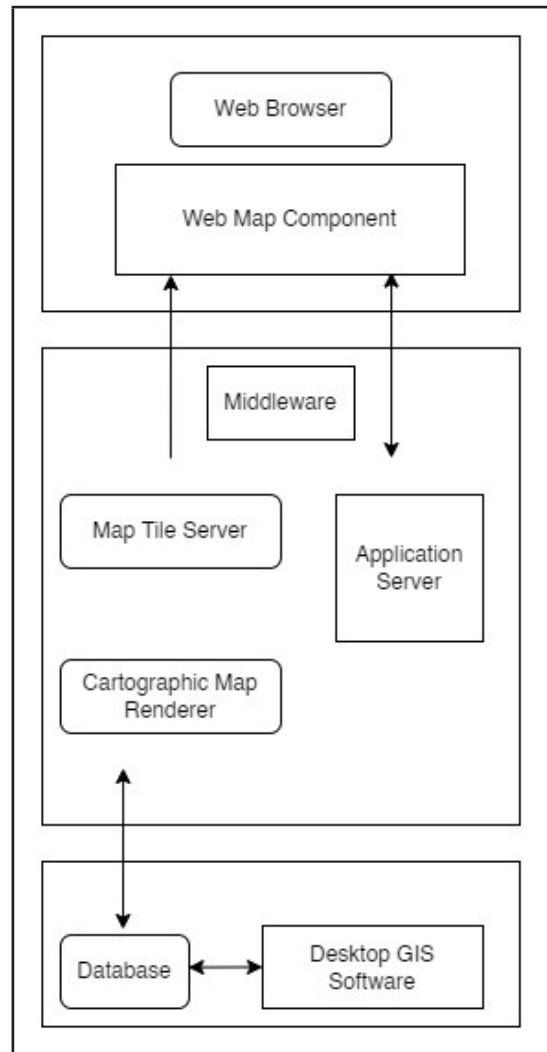 Web Browser
Web Map Component
Middleware
Map Tile Server
Application
Server
Cartographic Map
Renderer
Database
Desktop GIS
Software